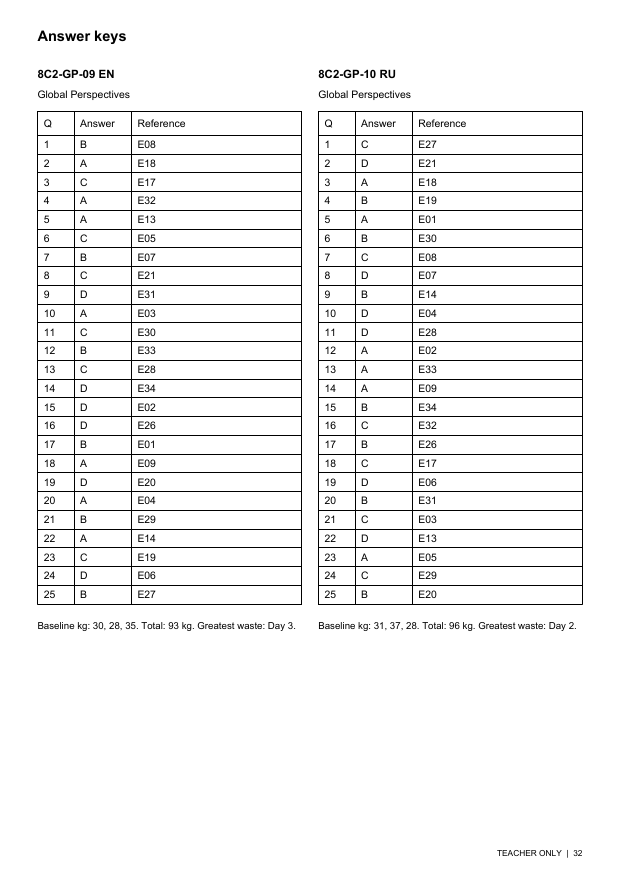 Answer keys
8C2-GP-09 EN
Global Perspectives
Q Answer Reference
1 B E08
2 A E18
3 C E17
4 A E32
5 A E13
6 C E05
7 B E07
8 C E21
9 D E31
10 A E03
11 C E30
12 B E33
13 C E28
14 D E34
15 D E02
16 D E26
17 B E01
18 A E09
19 D E20
20 A E04
21 B E29
22 A E14
23 C E19
24 D E06
25 B E27
Baseline kg: 30, 28, 35. Total: 93 kg. Greatest waste: Day 3.
8C2-GP-10 RU
Global Perspectives
Q Answer Reference
1 C E27
2 D E21
3 A E18
4 B E19
5 A E01
6 B E30
7 C E08
8 D E07
9 B E14
10 D E04
11 D E28
12 A E02
13 A E33
14 A E09
15 B E34
16 C E32
17 B E26
18 C E17
19 D E06
20 B E31
21 C E03
22 D E13
23 A E05
24 C E29
25 B E20
Baseline kg: 31, 37, 28. Total: 96 kg. Greatest waste: Day 2.
TEACHER ONLY | 32